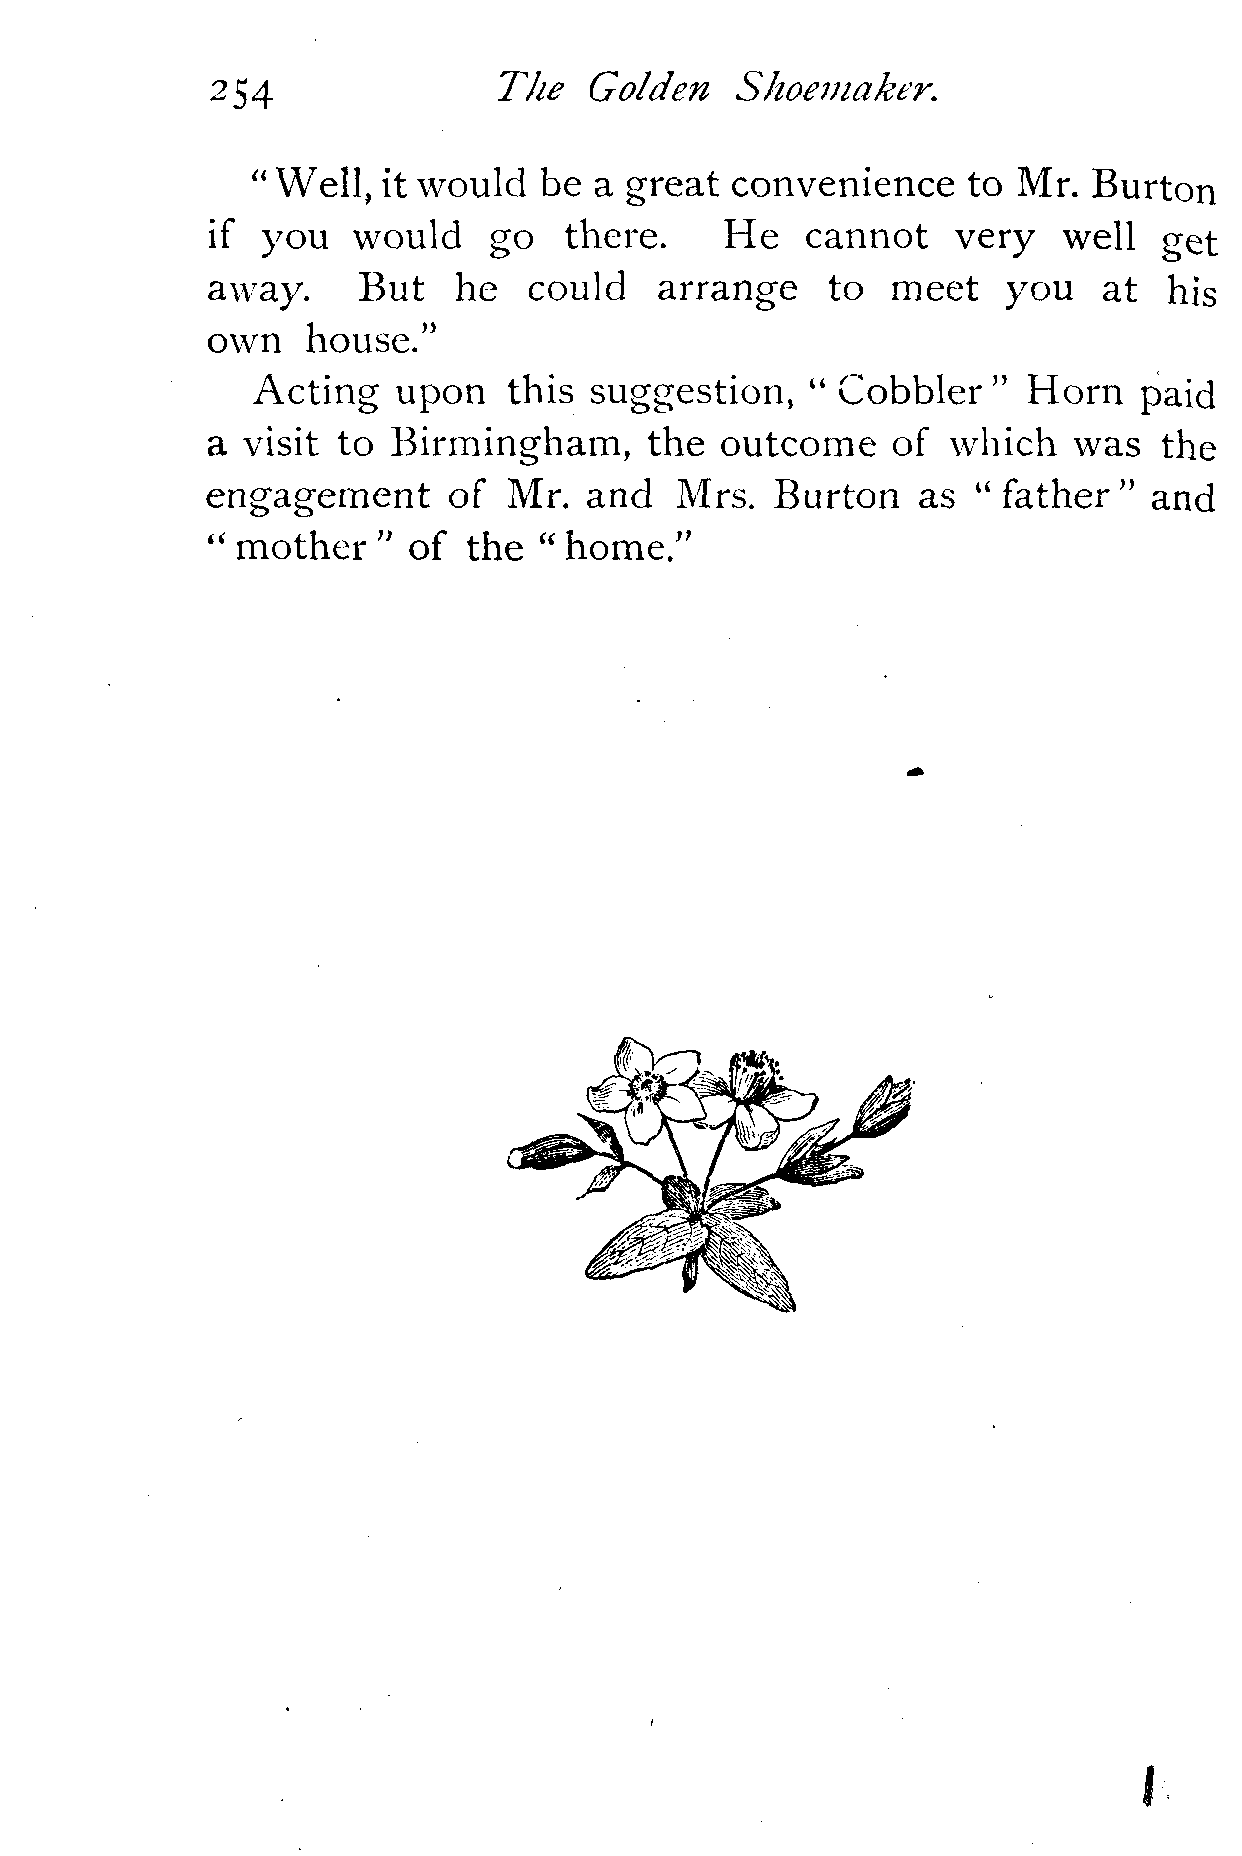 254 The Golden Shoemaker.
“ Well, it would be a great convenience to Mr. Burton
if you would go there. He cannot very well get
away. But he could arrange to meet you at his
own house.”
Acting upon this suggestion, “ Cobbler ” Horn paid
a visit to Birmingham, the outcome of which was the
engagement of Mr. and Mrs. Burton as “ father ” and
“ mother ” of the “ home.”